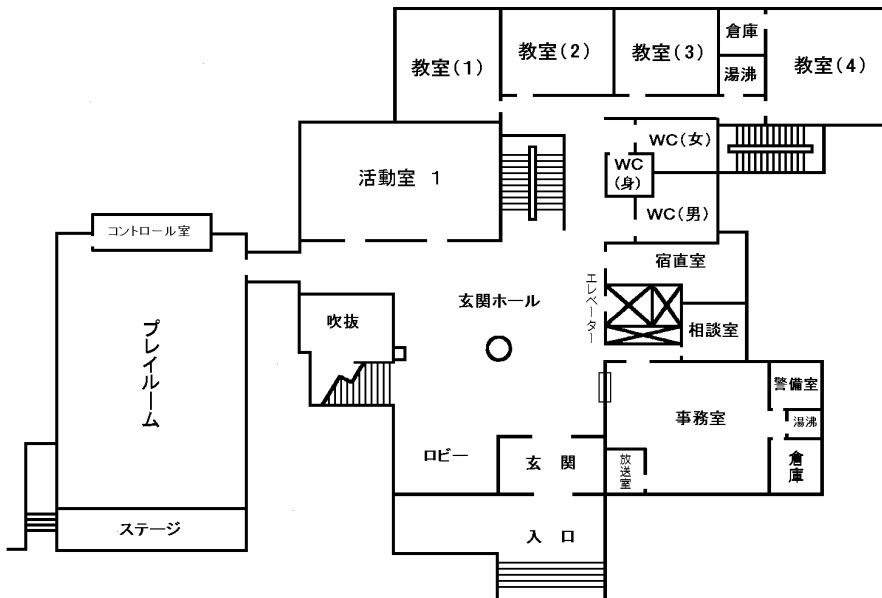 教室(1)
教室(2)
教室(3)
倉庫
湯沸
教室(4)
活動室 1
WC(女)
WC
(身)
WC(男)
コントロール室
宿直室
エレベーター
玄関ホール
吹抜
相談室
プレイルーム
警備室
事務室
湯沸
倉庫
ロビー
玄 関
放送室
ステージ
入 口